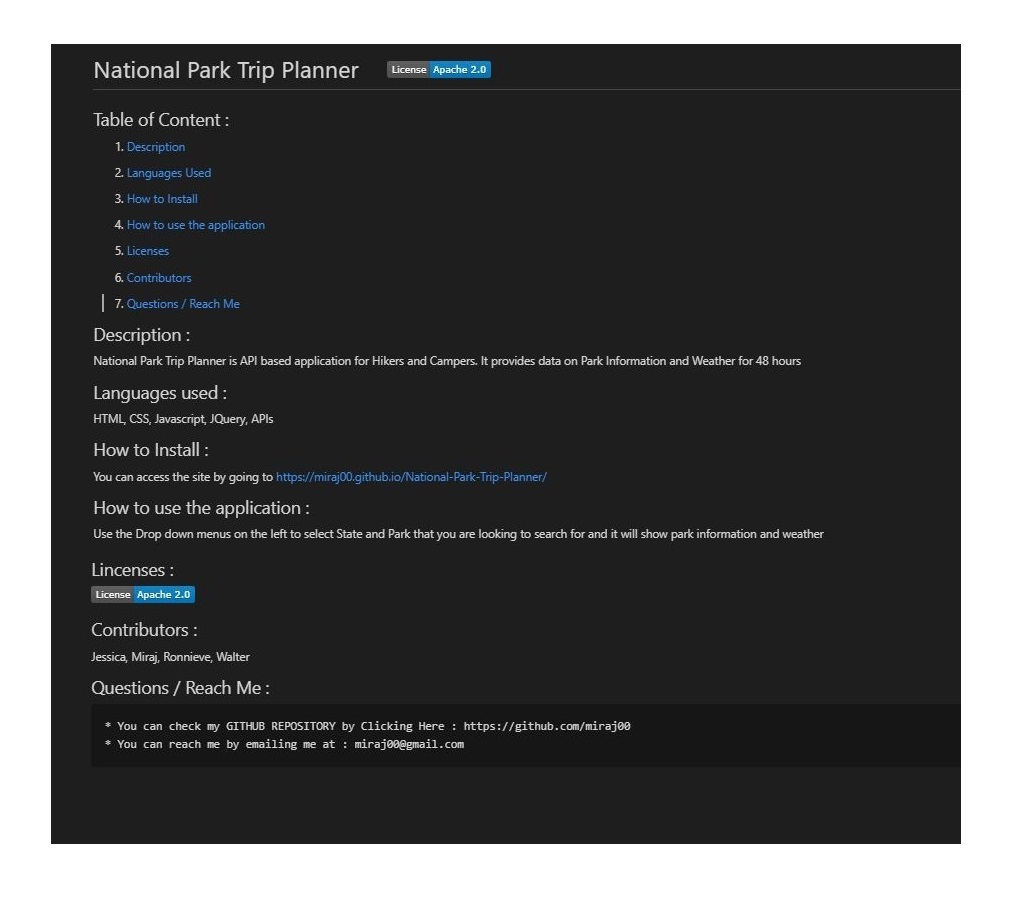 National Park Trip Planner License Apache 2.0
Table of Content :
1. Description
2. Languages Used
3. How to Install
4. How to use the application
5. Licenses
6. Contributors
7. Questions / Reach Me
Description :
National Park Trip Planner is API based application for Hikers and Campers. It provides data on Park Information and Weather for 48 hours
Languages used :
HTML, CSS, Javascript, JQuery, APIs
How to Install :
You can access the site by going to https://miraj00.github.io/National-Park-Trip-Planner/
How to use the application :
Use the Drop down menus on the left to select State and Park that you are looking to search for and it will show park information and weather
Lincenses :
License Apache 2.0
Contributors :
Jessica, Miraj, Ronnieve, Walter
Questions / Reach Me :
* You can check my GITHUB REPOSITORY by Clicking Here : https://github.com/miraj00
* You can reach me by emailing me at : miraj00@gmail.com